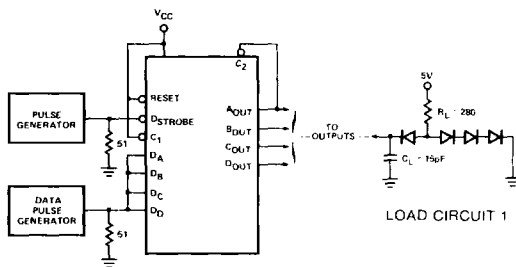 VCC
C2
RESET
DSTROBE
C1
DA
DB
DC
DD
AOUT
BOUT
COUT
DOUT
PULSE
GENERATOR
51
DATA
PULSE
GENERATOR
51
TO
OUTPUTS
5V
RL - 280
CL - 15pF
LOAD CIRCUIT 1